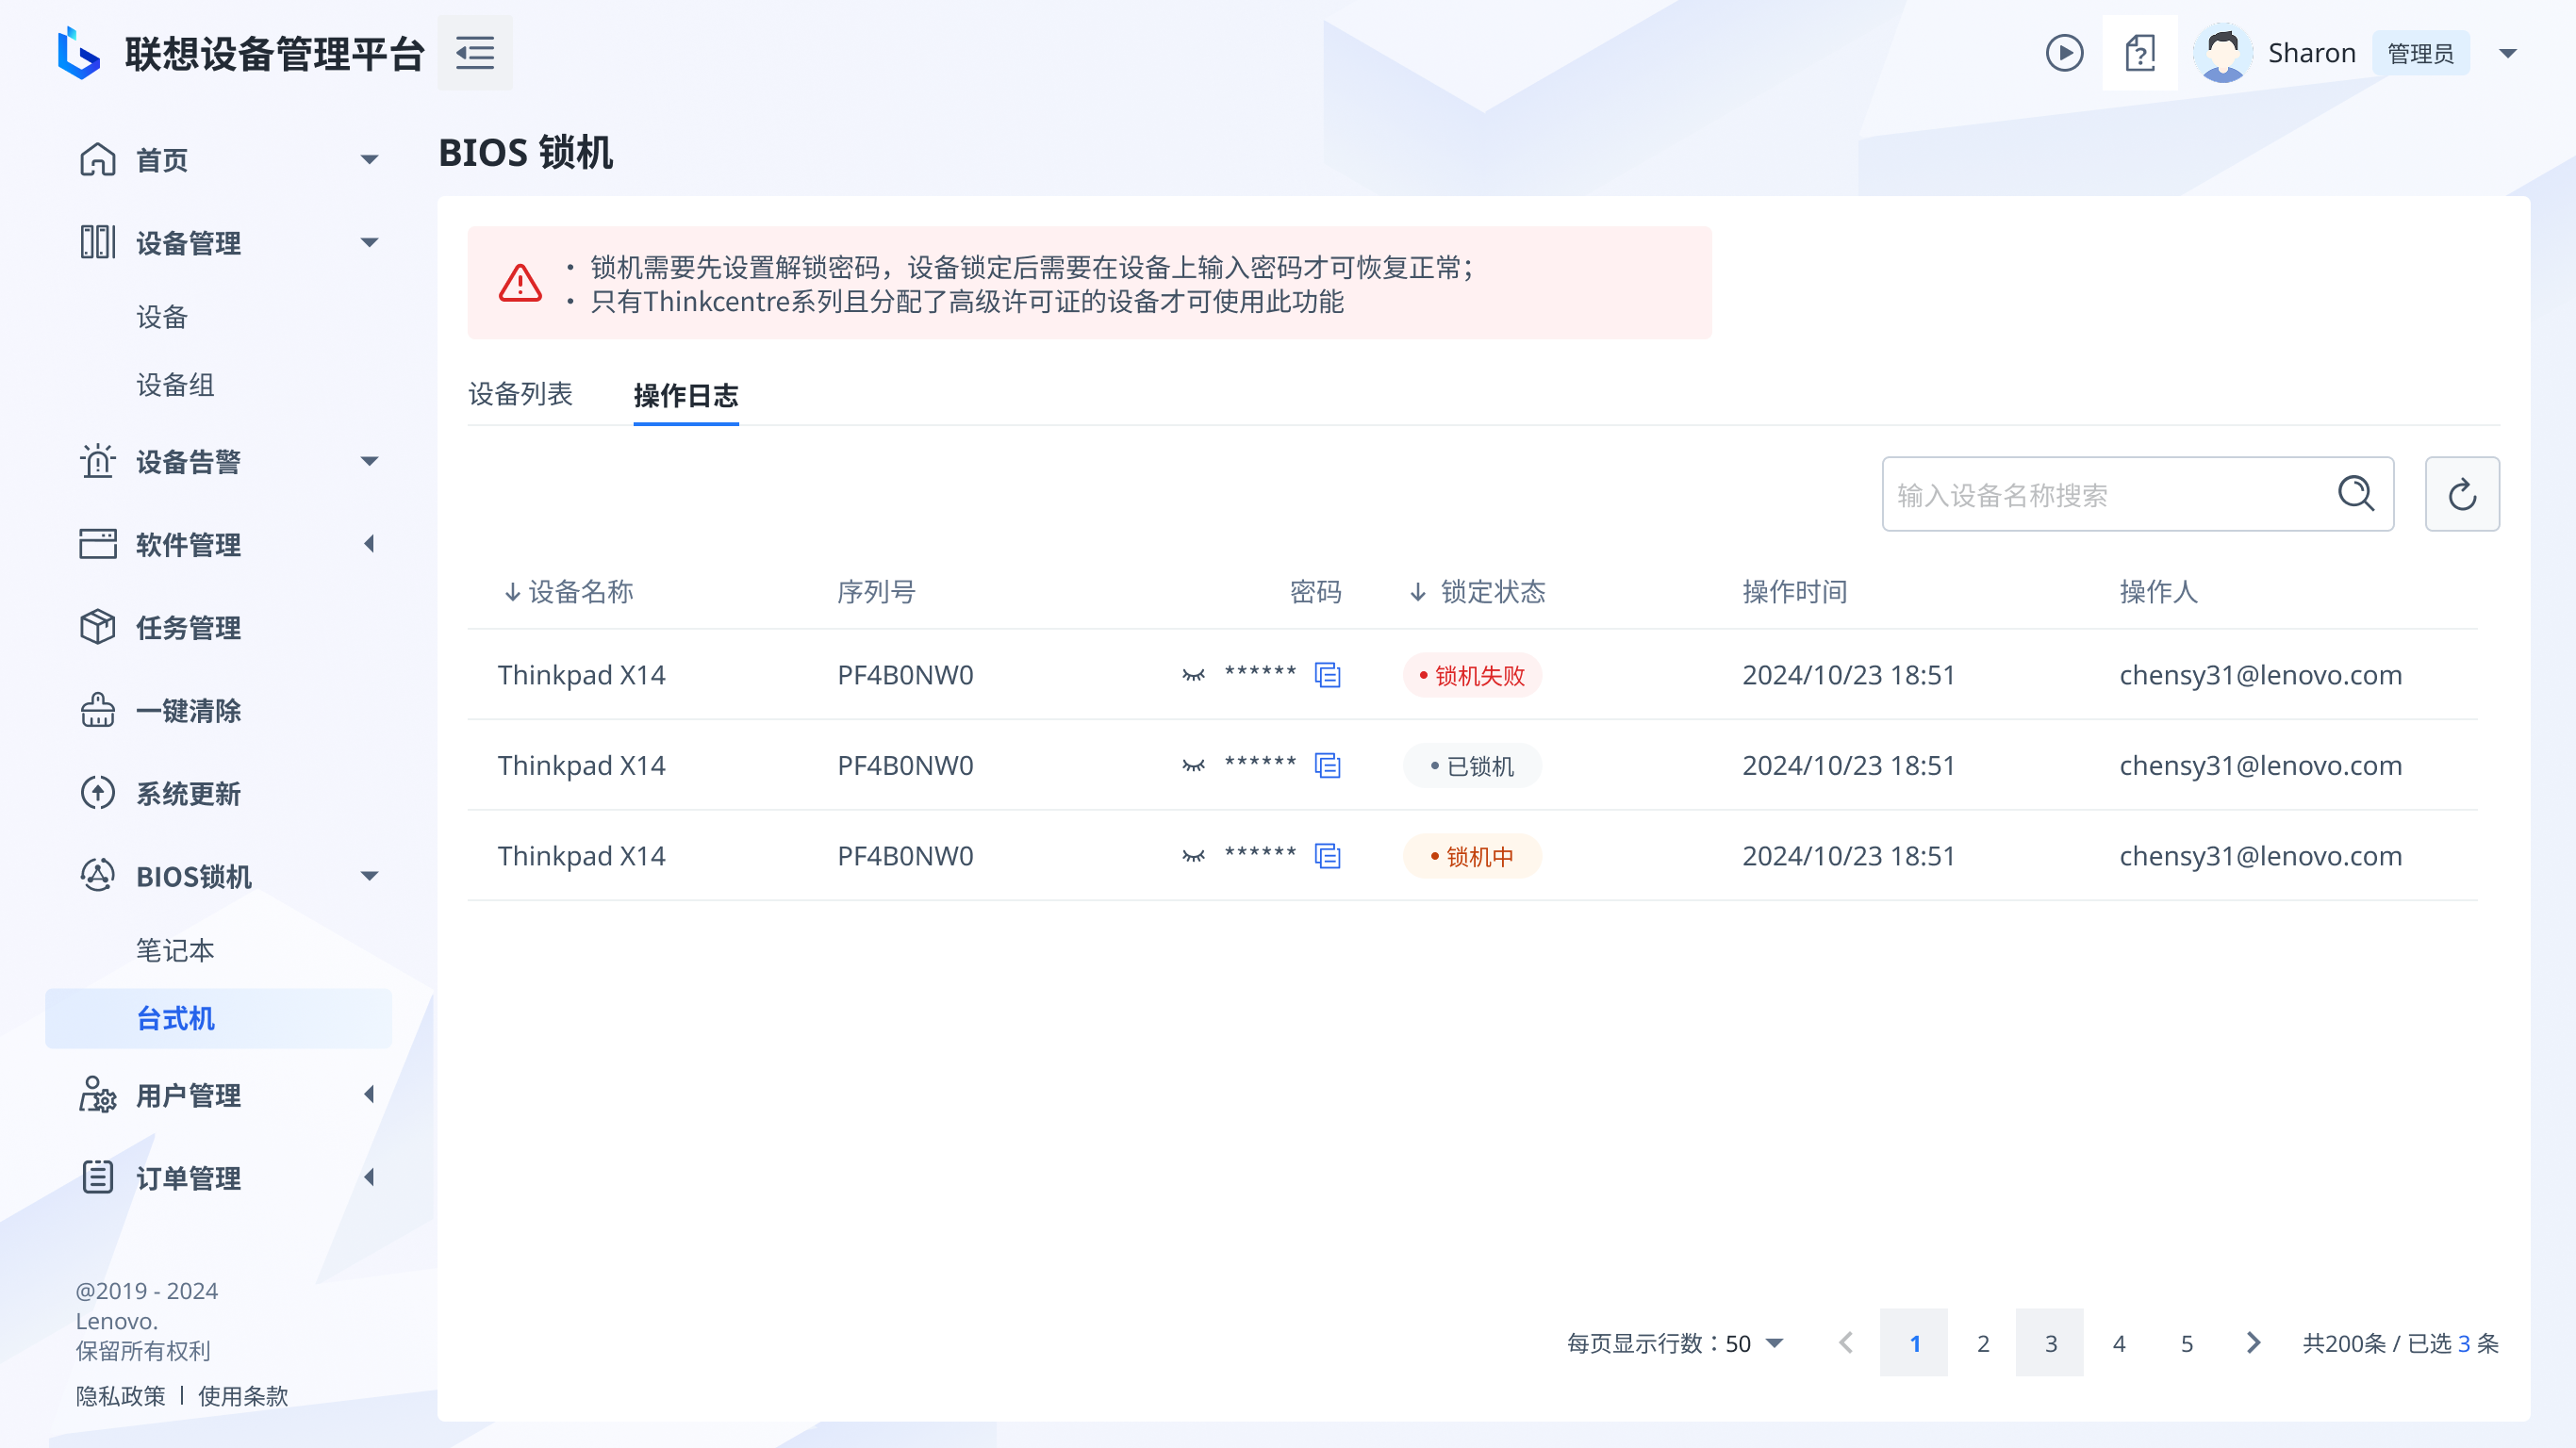 联想设备管理平台
Sharon 管理员
首页
设备管理
设备
设备组
设备告警
软件管理
任务管理
一键清除
系统更新
BIOS锁机
笔记本
台式机
用户管理
订单管理
@2019 - 2024
Lenovo.
保留所有权利
隐私政策 | 使用条款
BIOS 锁机
• 锁机需要先设置解锁密码，设备锁定后需要在设备上输入密码才可恢复正常；
• 只有Thinkcentre系列且分配了高级许可证的设备才可使用此功能
设备列表 操作日志
输入设备名称搜索
设备名称 序列号 密码 锁定状态 操作时间 操作人
Thinkpad X14 PF4B0NW0 ****** 锁机失败 2024/10/23 18:51 chensy31@lenovo.com
Thinkpad X14 PF4B0NW0 ****** 已锁机 2024/10/23 18:51 chensy31@lenovo.com
Thinkpad X14 PF4B0NW0 ****** 锁机中 2024/10/23 18:51 chensy31@lenovo.com
每页显示行数：50 1 2 3 4 5 共200条 / 已选 3 条